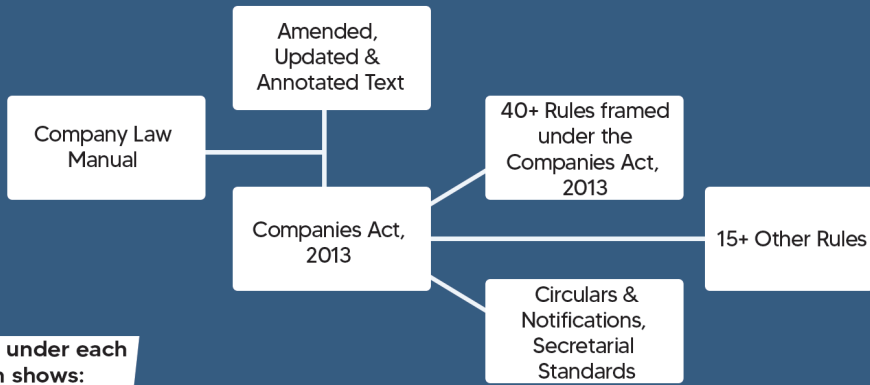 Amended,
Updated &
Annotated Text
Company Law
Manual
40+ Rules framed
under the
Companies Act,
2013
Companies Act,
2013
15+ Other Rules
Circulars &
Notifications,
Secretarial
Standards
under each
shows: